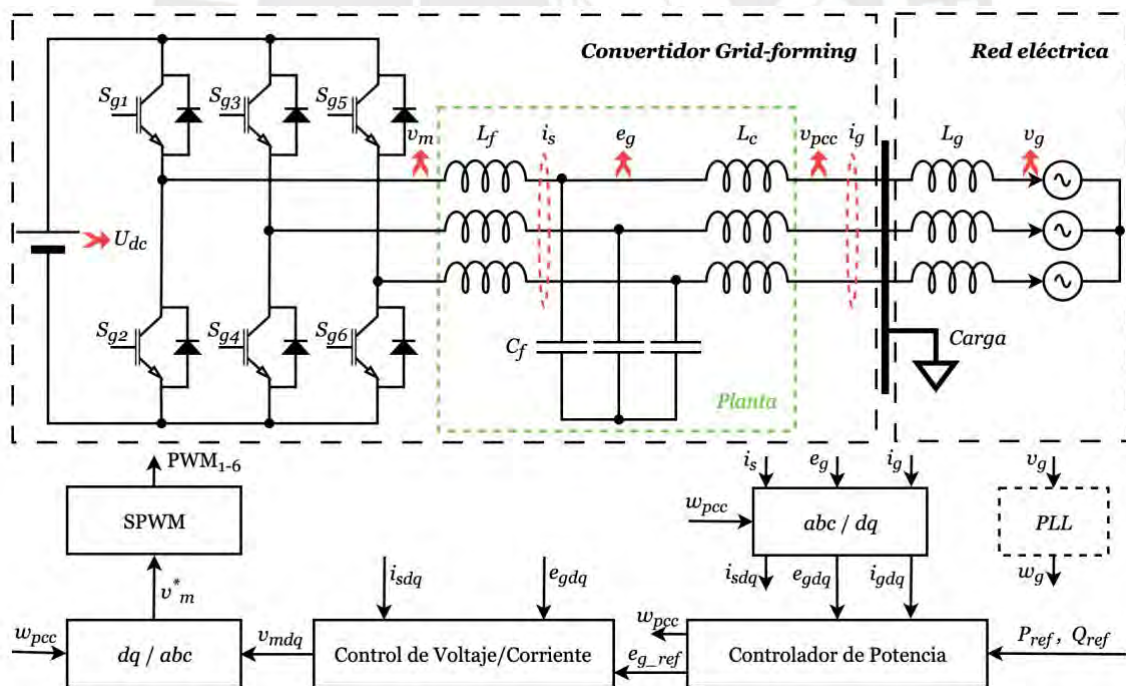 Convertidor Grid-forming
Red eléctrica
Sg1
Sg3
Sg5
vm
Lf
is
eg
Lc
vpcc
ig
Lg
vg
Udc
Sg2
Sg4
Sg6
Cf
Planta
Carga
PWM1-6
SPWM
v*m
is
eg
ig
wpcc
abc / dq
isdq
egdq
igdq
vg
PLL
wg
wpcc
dq / abc
vmdq
isdq
egdq
Control de Voltaje/Corriente
wpcc
eg_ref
Controlador de Potencia
Pref, Qref